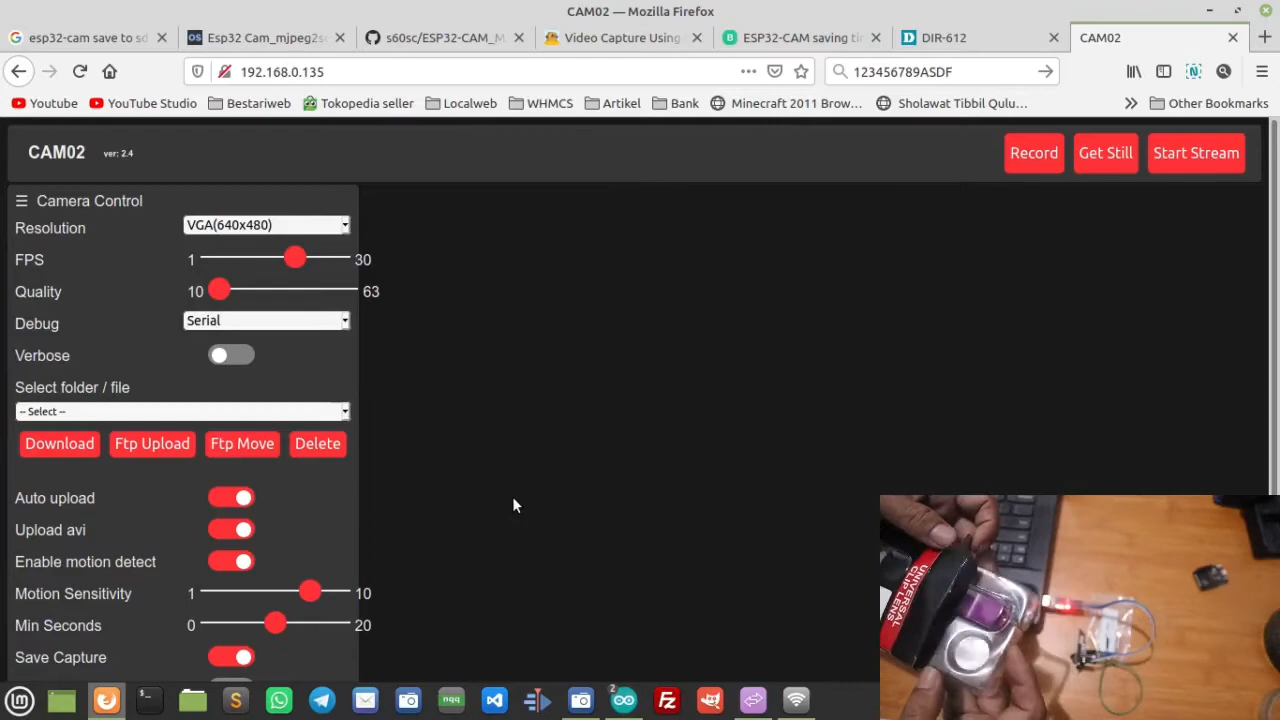 CAM02 — Mozilla Firefox
esp32-cam save to sd
Esp32 Cam_mjpeg2s
s60sc/ESP32-CAM_M
Video Capture Using
ESP32-CAM saving ti
DIR-612
CAM02
192.168.0.135
123456789ASDF
Youtube
YouTube Studio
Bestariweb
Tokopedia seller
Localweb
WHMCS
Artikel
Bank
Minecraft 2011 Brow...
Sholawat Tibbil Qulu...
Other Bookmarks
CAM02 ver: 2.4
Record
Get Still
Start Stream
☰ Camera Control
Resolution VGA(640x480)
FPS 1 30
Quality 10 63
Debug Serial
Verbose
Select folder / file
-- Select --
Download Ftp Upload Ftp Move Delete
Auto upload
Upload avi
Enable motion detect
Motion Sensitivity 1 10
Min Seconds 0 20
Save Capture
UNIVERSAL
CLIP LENS
nqq
2